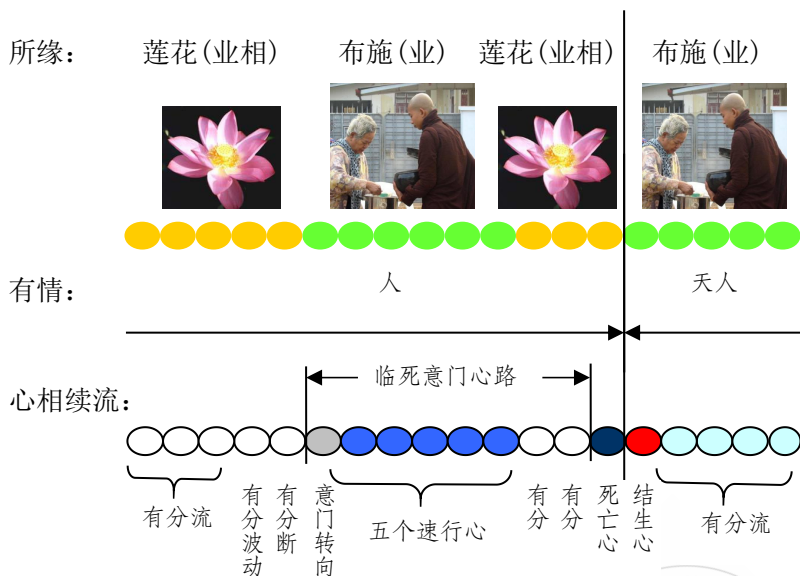 所缘：
莲花(业相)
布施(业)
莲花(业相)
布施(业)
有情：
人
天人
临死意门心路
心相续流：
有分流
有分波动
有分断
意门转向
五个速行心
有分
有分
死亡心
结生心
有分流